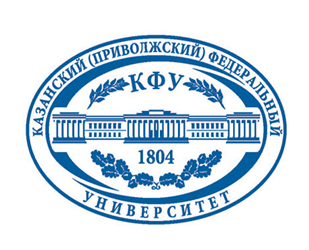 КАЗАНСКИЙ (ПРИВОЛЖСКИЙ) ФЕДЕРАЛЬНЫЙ
КФУ
1804
УНИВЕРСИТЕТ